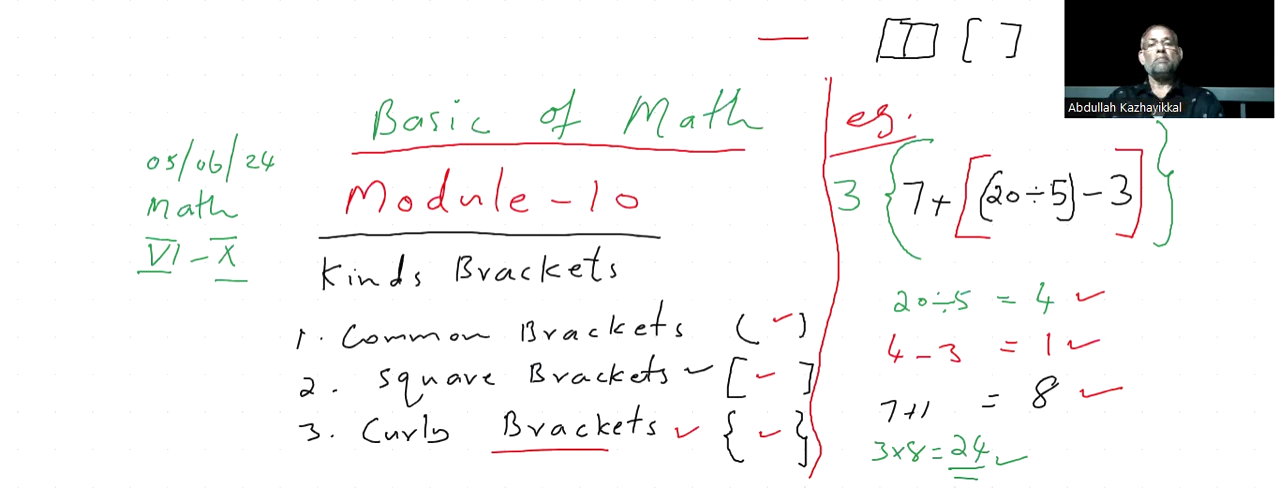 Abdullah Kazhayikkal
Basic of Math
05/06/24
Math
VI - X
Module - 10
Kinds Brackets
1. Common Brackets ( ✓ )
2. Square Brackets ✓ [ ✓ ]
3. Curly Brackets ✓ { ✓ }
[ ]
eg.
3 { 7 + [ (20 ÷ 5) - 3 ] }
20 ÷ 5 = 4 ✓
4 - 3 = 1 ✓
7+1 = 8 ✓
3x8 = 24 ✓